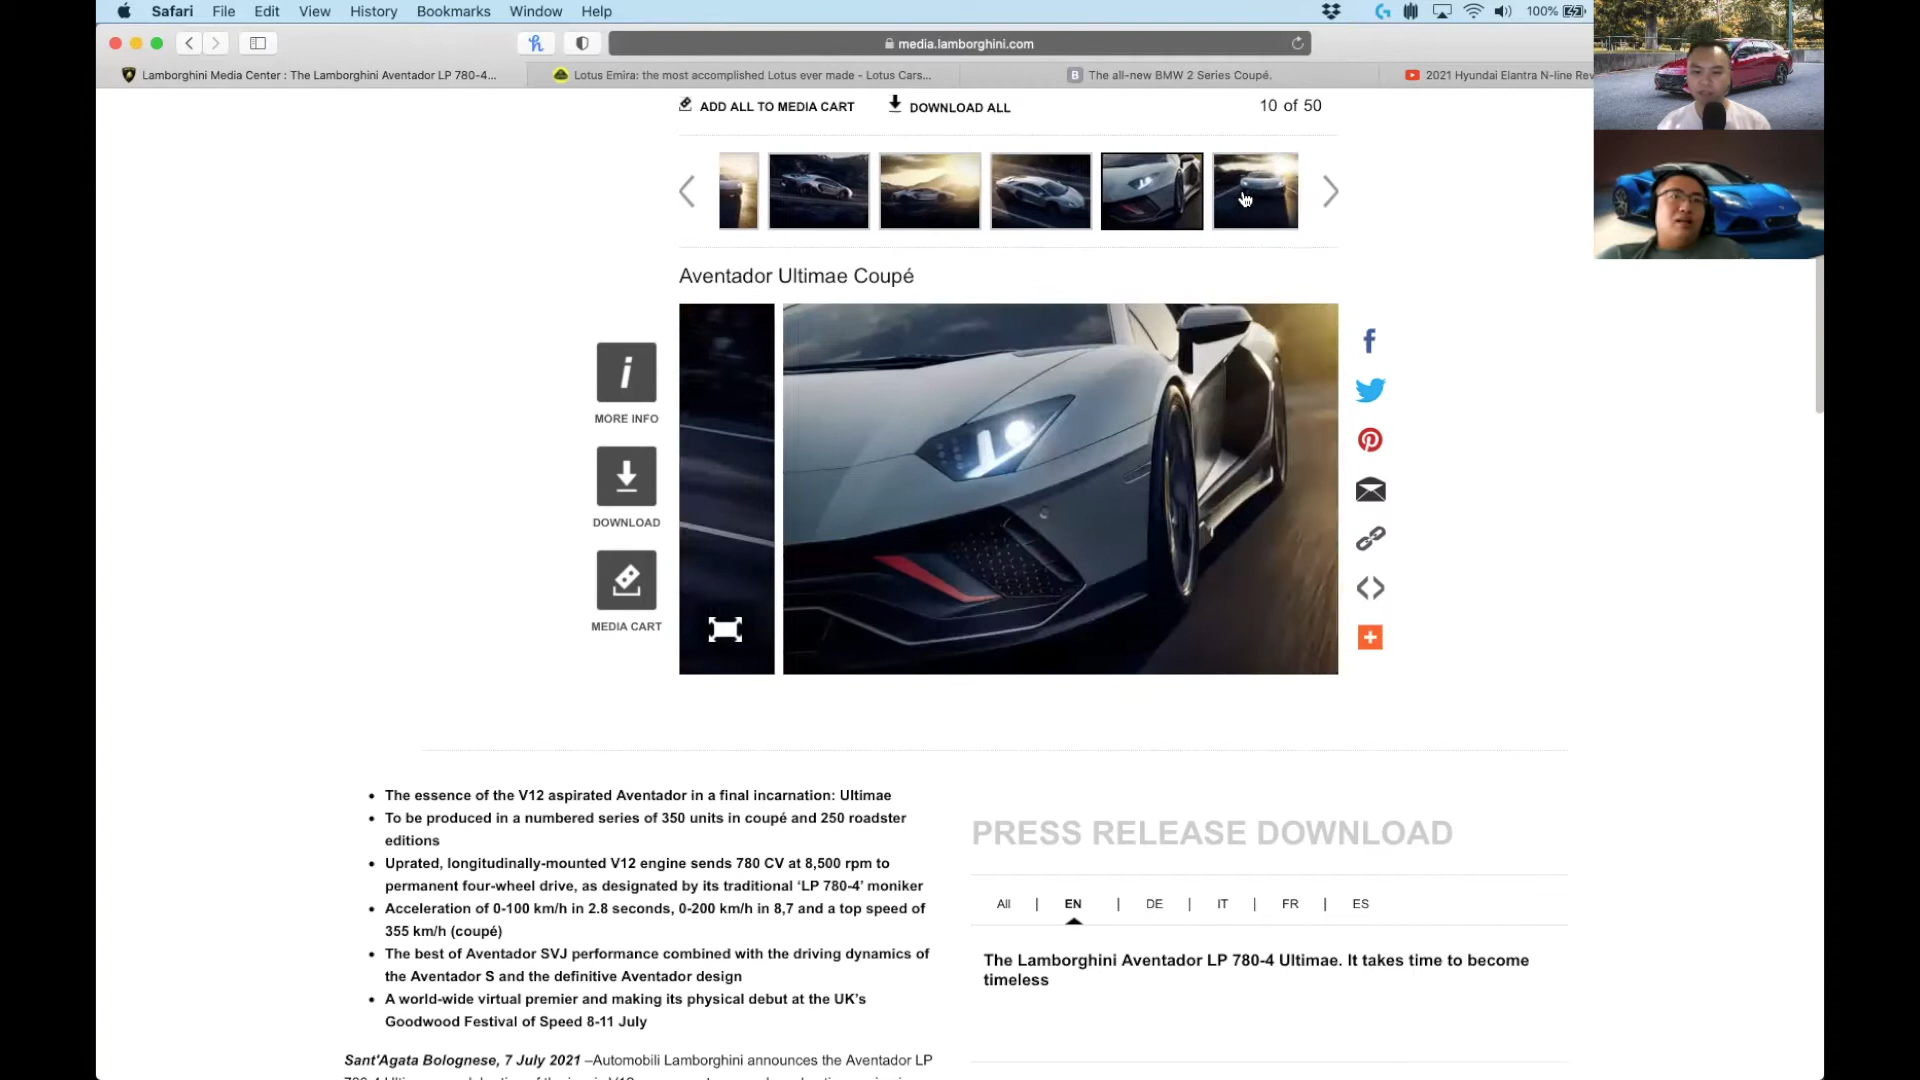 Safari File Edit View History Bookmarks Window Help 100%
media.lamborghini.com
Lamborghini Media Center : The Lamborghini Aventador LP 780-4... Lotus Emira: the most accomplished Lotus ever made - Lotus Cars... B The all-new BMW 2 Series Coupé. 2021 Hyundai Elantra N-line Rev
ADD ALL TO MEDIA CART DOWNLOAD ALL 10 of 50
Aventador Ultimae Coupé
MORE INFO
DOWNLOAD
MEDIA CART
• The essence of the V12 aspirated Aventador in a final incarnation: Ultimae
• To be produced in a numbered series of 350 units in coupé and 250 roadster
editions
• Uprated, longitudinally-mounted V12 engine sends 780 CV at 8,500 rpm to
permanent four-wheel drive, as designated by its traditional ‘LP 780-4’ moniker
• Acceleration of 0-100 km/h in 2.8 seconds, 0-200 km/h in 8,7 and a top speed of
355 km/h (coupé)
• The best of Aventador SVJ performance combined with the driving dynamics of
the Aventador S and the definitive Aventador design
• A world-wide virtual premier and making its physical debut at the UK’s
Goodwood Festival of Speed 8-11 July
Sant'Agata Bolognese, 7 July 2021 –Automobili Lamborghini announces the Aventador LP
PRESS RELEASE DOWNLOAD
All | EN | DE | IT | FR | ES
The Lamborghini Aventador LP 780-4 Ultimae. It takes time to become
timeless